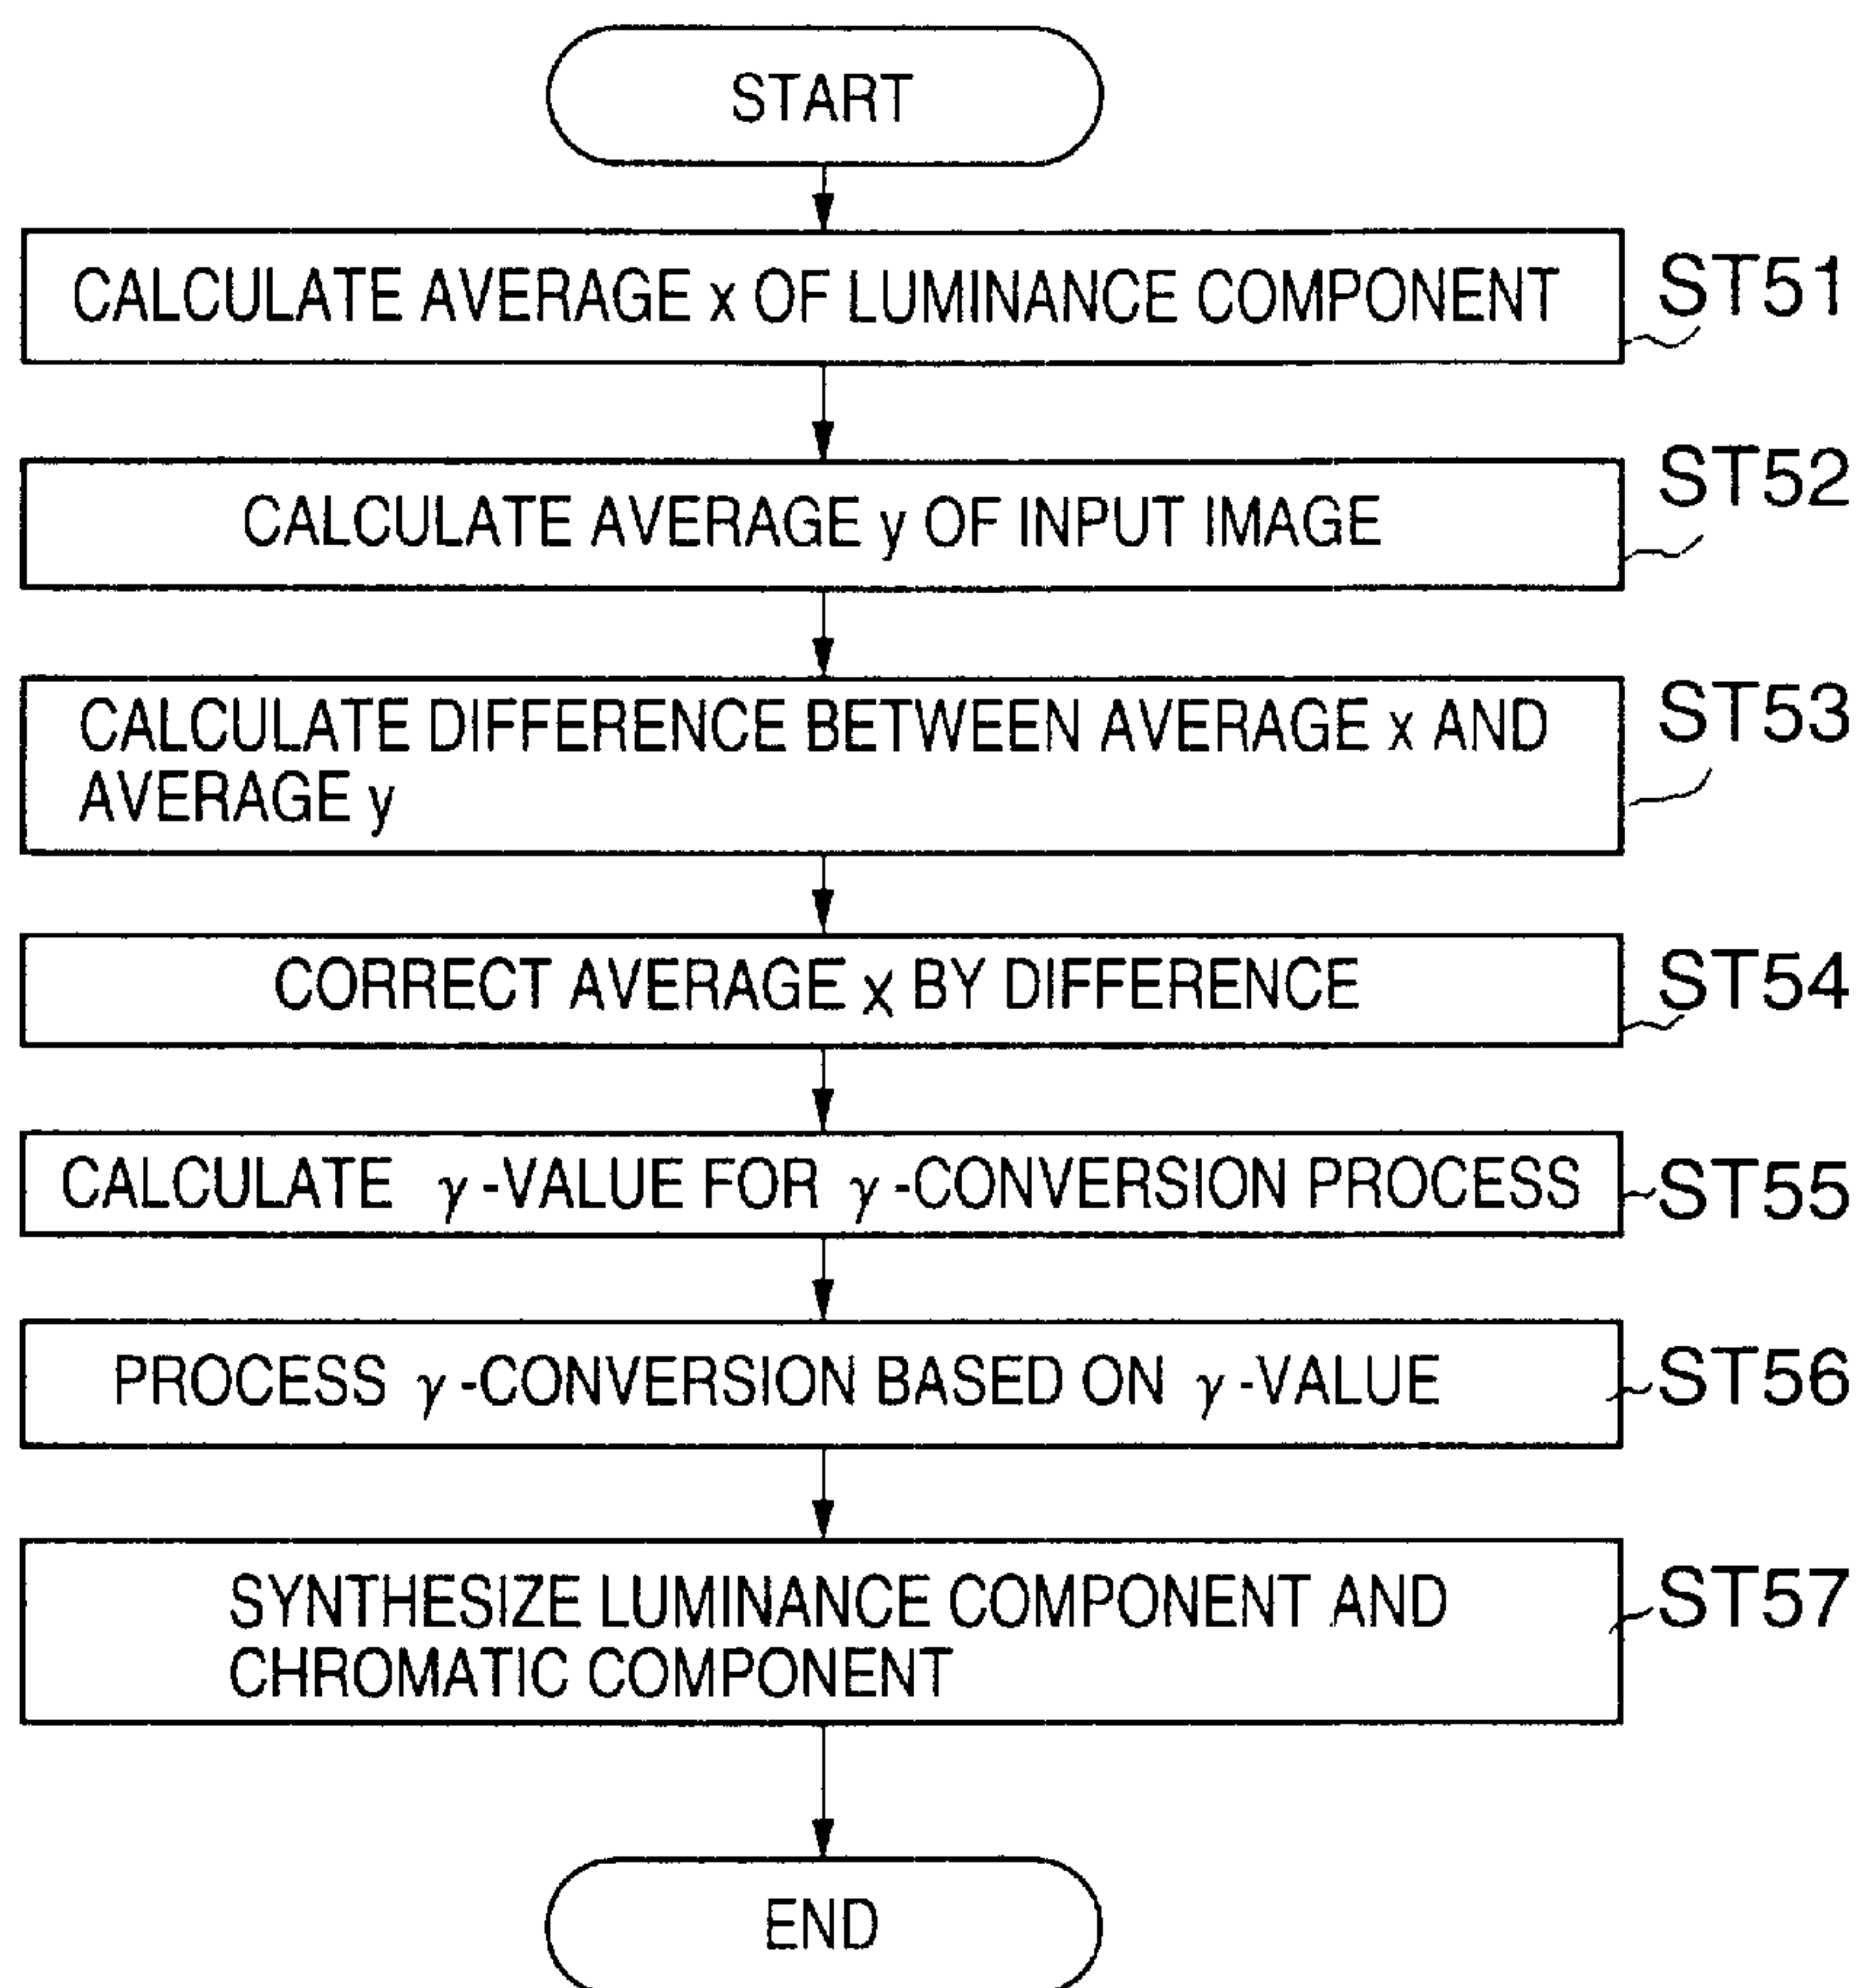 START
CALCULATE AVERAGE x OF LUMINANCE COMPONENT
ST51
CALCULATE AVERAGE y OF INPUT IMAGE
ST52
CALCULATE DIFFERENCE BETWEEN AVERAGE x AND
AVERAGE y
ST53
CORRECT AVERAGE x BY DIFFERENCE
ST54
CALCULATE γ-VALUE FOR γ-CONVERSION PROCESS
ST55
PROCESS γ-CONVERSION BASED ON γ-VALUE
ST56
SYNTHESIZE LUMINANCE COMPONENT AND
CHROMATIC COMPONENT
ST57
END